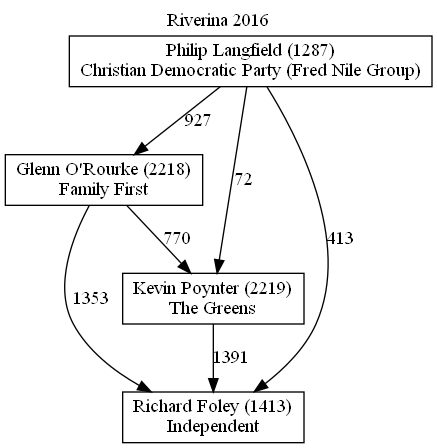 Riverina 2016
Philip Langfield (1287)
Christian Democratic Party (Fred Nile Group)
927
72
413
Glenn O'Rourke (2218)
Family First
770
1353
Kevin Poynter (2219)
The Greens
1391
Richard Foley (1413)
Independent